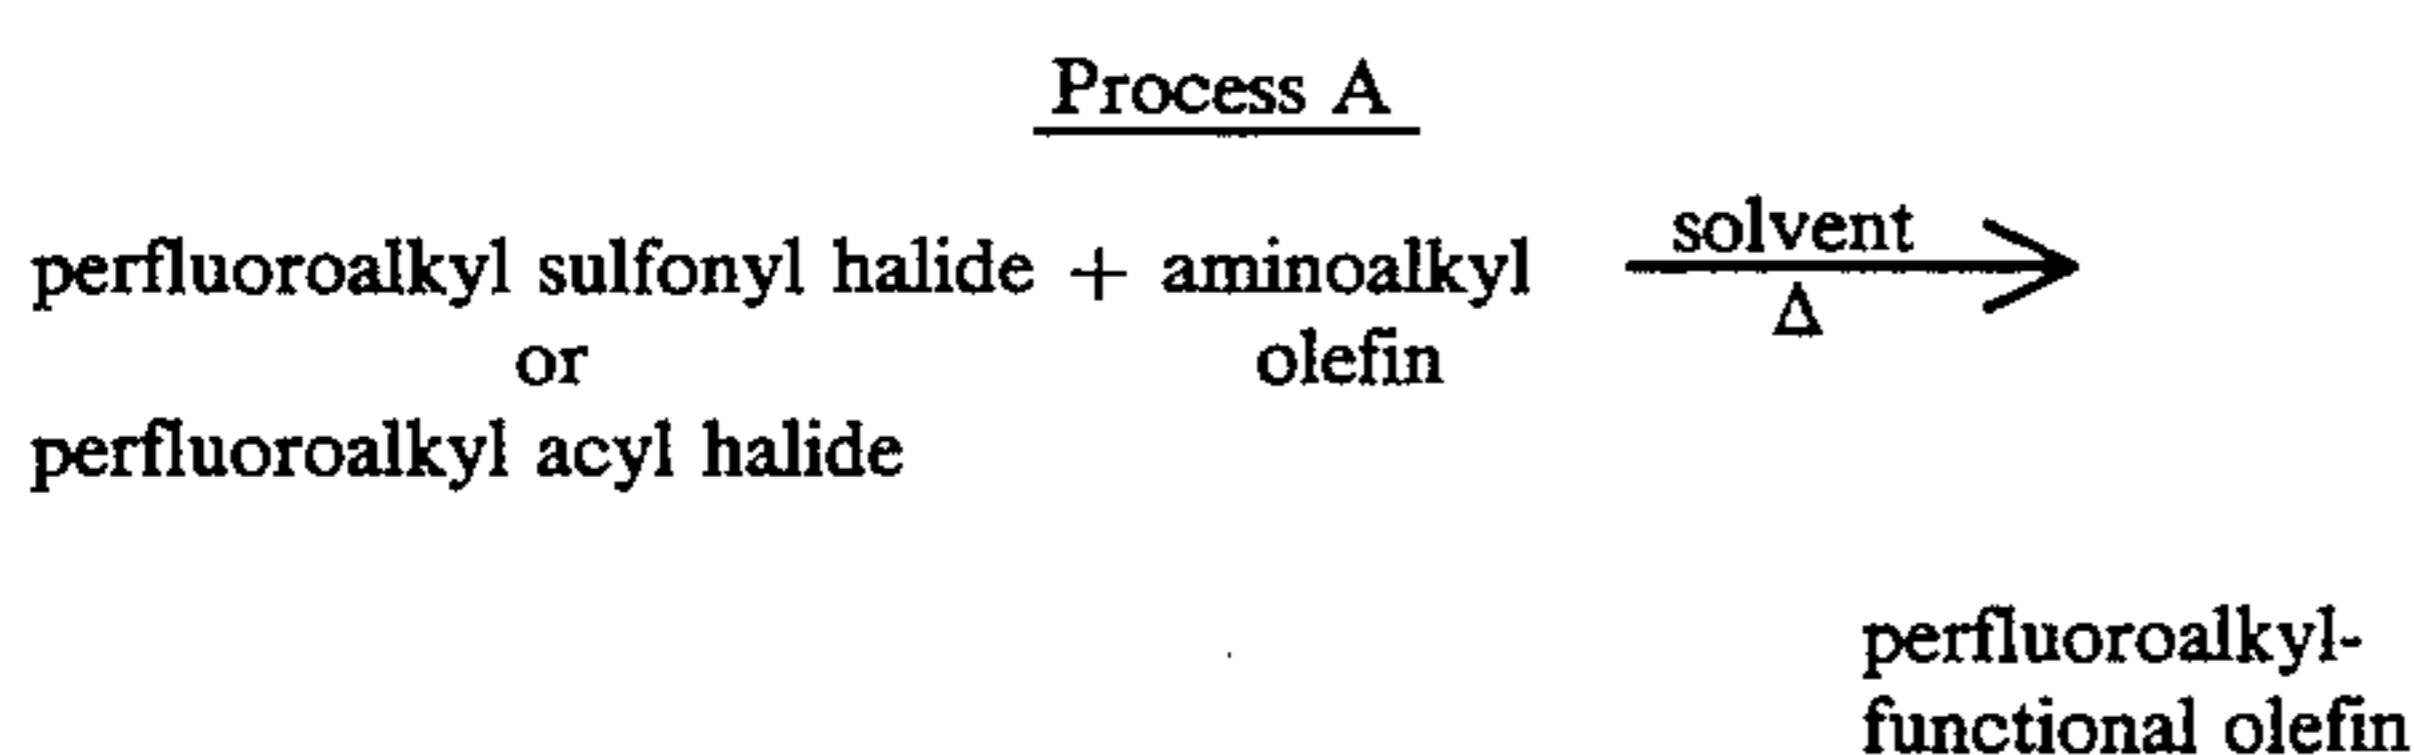 Process A
perfluoroalkyl sulfonyl halide + aminoalkyl solvent
or olefin Δ
perfluoroalkyl acyl halide
perfluoroalkyl-
functional olefin